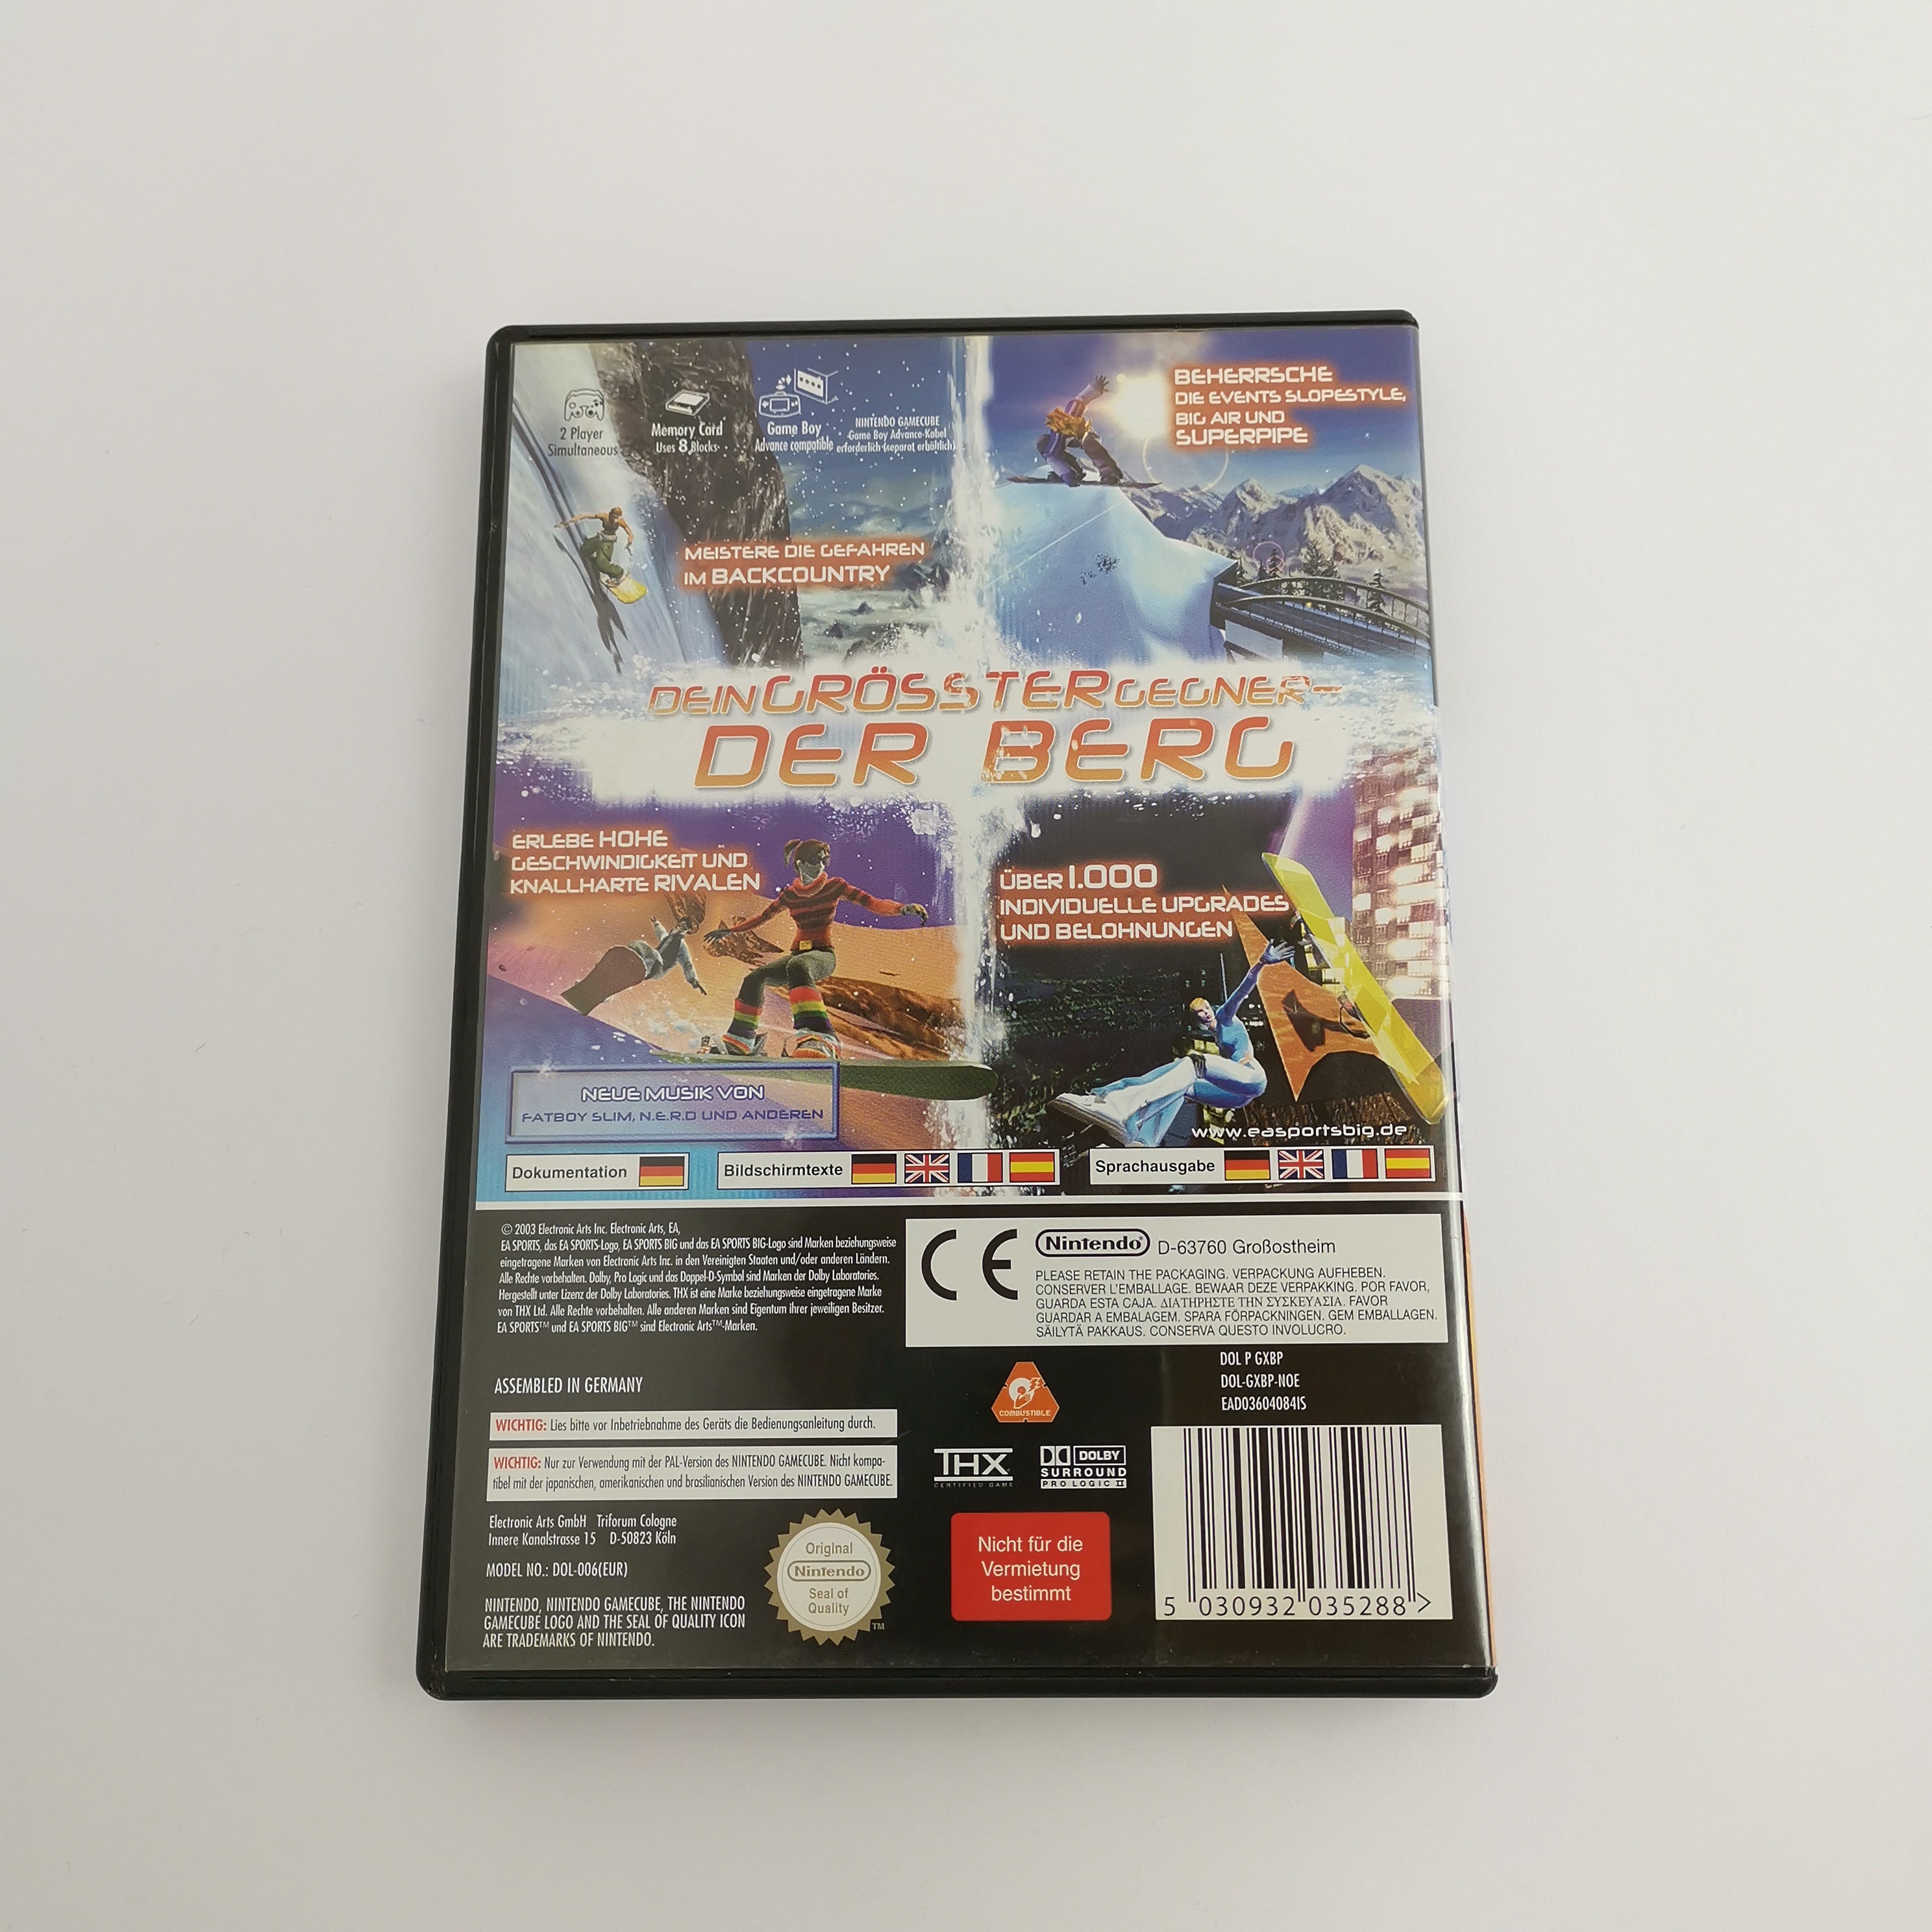 2 Player
Simultaneous
Memory Card
Uses 8 Blocks
Game Boy
Advance compatible
NINTENDO GAMECUBE
Game Boy Advance-Kabel
erforderlich (separat erhältlich)
BEHERRSCHE
DIE EVENTS SLOPESTYLE,
BIG AIR UND
SUPERPIPE
MEISTERE DIE GEFAHREN
IM BACKCOUNTRY
DEIN GRÖSSTER GEGNER-
DER BERG
ERLEBE HOHE
GESCHWINDIGKEIT UND
KNALLHARTE RIVALEN
ÜBER 1.000
INDIVIDUELLE UPGRADES
UND BELOHNUNGEN
NEUE MUSIK VON
FATBOY SLIM, N.E.R.D UND ANDEREN
www.easportsbig.de
Dokumentation
Bildschirmtexte
Sprachausgabe
© 2003 Electronic Arts Inc. Electronic Arts, EA,
EA SPORTS, das EA SPORTS-Logo, EA SPORTS BIG und das EA SPORTS BIG-Logo sind Marken beziehungsweise
eingetragene Marken von Electronic Arts Inc. in den Vereinigten Staaten und/oder anderen Ländern.
Alle Rechte vorbehalten. Dolby, Pro Logic und das Doppel-D-Symbol sind Marken der Dolby Laboratories.
Hergestellt unter Lizenz der Dolby Laboratories. THX ist eine Marke beziehungsweise eingetragene Marke
von THX Ltd. Alle Rechte vorbehalten. Alle anderen Marken sind Eigentum ihrer jeweiligen Besitzer.
EA SPORTS™ und EA SPORTS BIG™ sind Electronic Arts™-Marken.
CE
Nintendo® D-63760 Großostheim
PLEASE RETAIN THE PACKAGING. VERPACKUNG AUFHEBEN.
CONSERVER L'EMBALLAGE. BEWAAR DEZE VERPAKKING. POR FAVOR,
GUARDA ESTA CAJA. ΔΙΑΤΗΡΗΣΤΕ ΤΗΝ ΣΥΣΚΕΥΑΣΙΑ. FAVOR
GUARDAR A EMBALAGEM. SPARA FÖRPACKNINGEN. GEM EMBALLAGEN.
SÄILYTÄ PAKKAUS. CONSERVA QUESTO INVOLUCRO.
ASSEMBLED IN GERMANY
COMBUSTIBLE
DOL P GXBP
DOL-GXBP-NOE
EAD03604084IS
WICHTIG: Lies bitte vor Inbetriebnahme des Geräts die Bedienungsanleitung durch.
WICHTIG: Nur zur Verwendung mit der PAL-Version des NINTENDO GAMECUBE. Nicht kompa-
tibel mit der japanischen, amerikanischen und brasilianischen Version des NINTENDO GAMECUBE.
THX
CERTIFIED GAME
DOLBY
SURROUND
PRO LOGIC II
Electronic Arts GmbH Triforum Cologne
Innere Kanalstrasse 15 D-50823 Köln
MODEL NO.: DOL-006(EUR)
NINTENDO, NINTENDO GAMECUBE, THE NINTENDO
GAMECUBE LOGO AND THE SEAL OF QUALITY ICON
ARE TRADEMARKS OF NINTENDO.
Original
Nintendo
Seal of
Quality
TM
Nicht für die
Vermietung
bestimmt
5 030932 035288 >